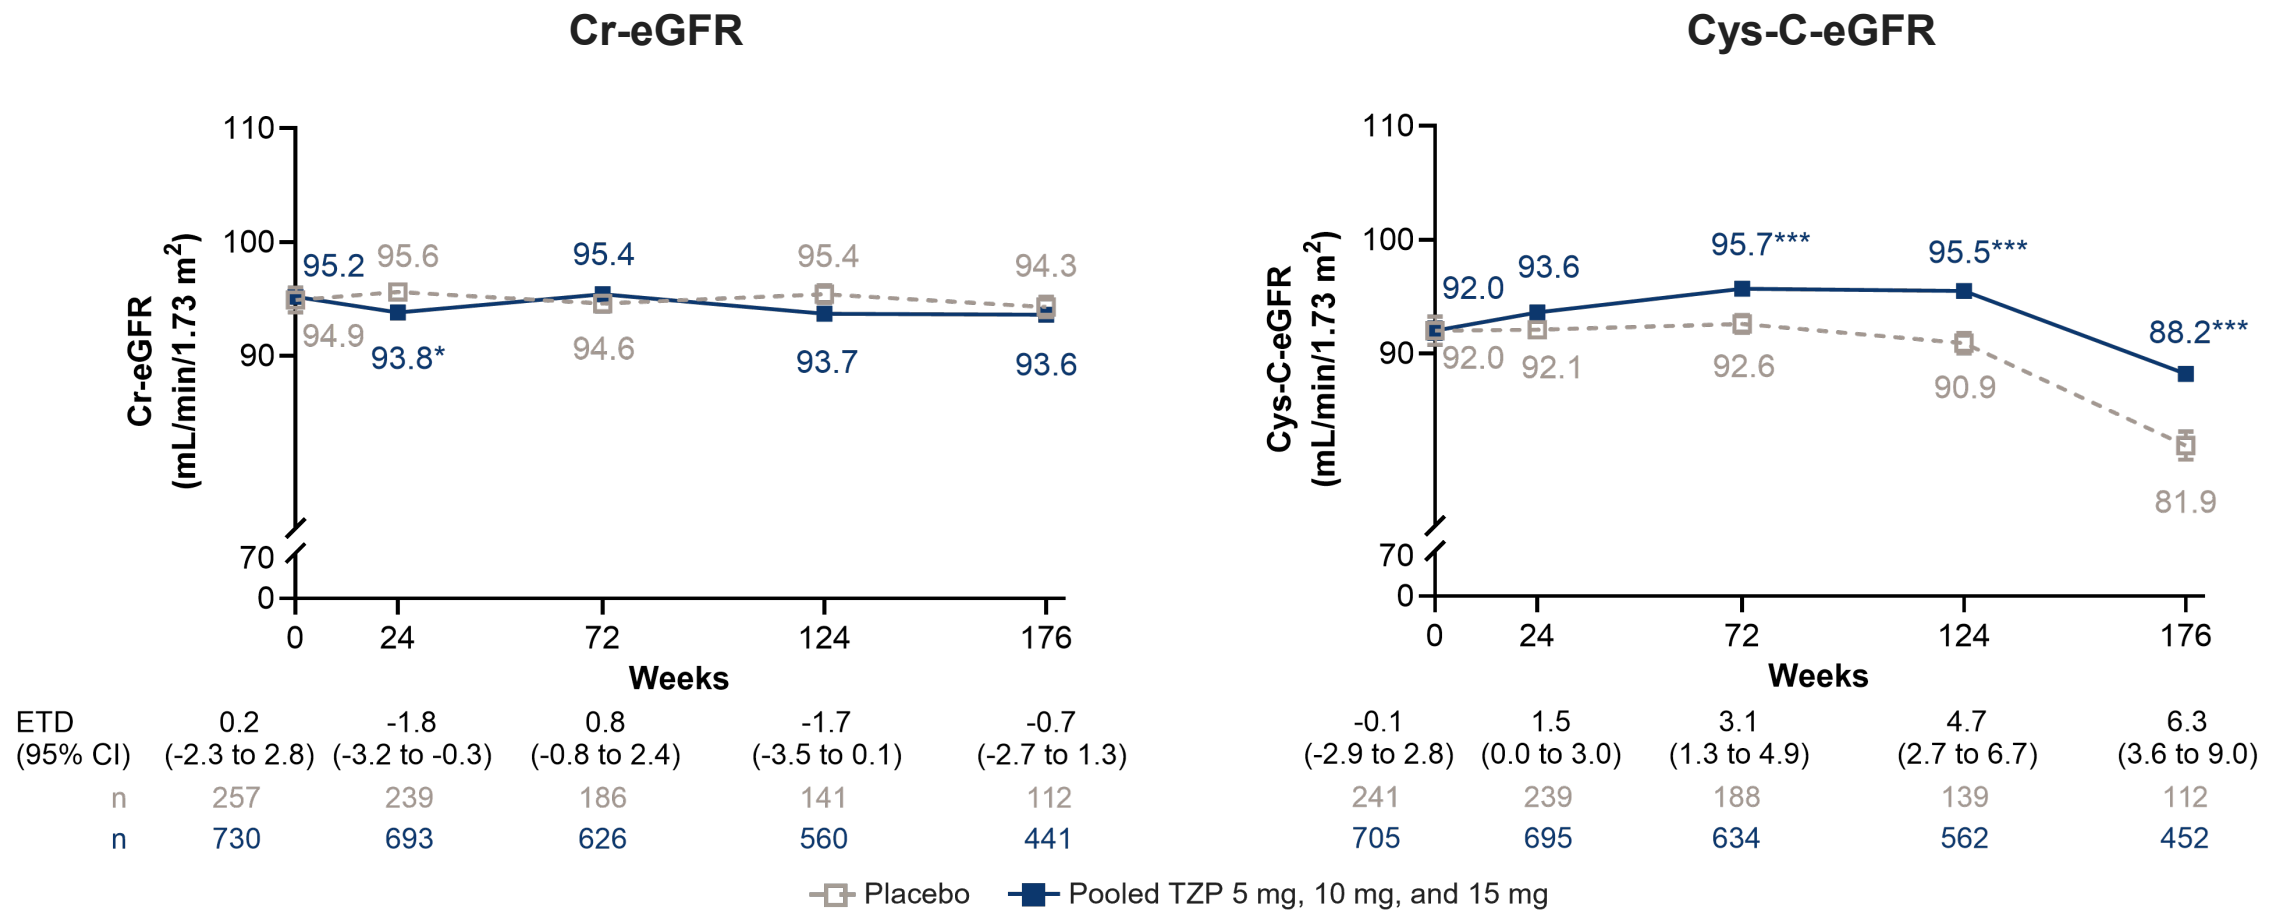 Cr-eGFR
Cr-eGFR
(mL/min/1.73 m²)
110
100
90
70
0
95.2
95.6
95.4
95.4
94.3
94.9
93.8*
94.6
93.7
93.6
0 24 72 124 176
Weeks
ETD 0.2 -1.8 0.8 -1.7 -0.7
(95% CI) (-2.3 to 2.8) (-3.2 to -0.3) (-0.8 to 2.4) (-3.5 to 0.1) (-2.7 to 1.3)
n 257 239 186 141 112
n 730 693 626 560 441
Cys-C-eGFR
Cys-C-eGFR
(mL/min/1.73 m²)
110
100
90
70
0
92.0
93.6
95.7***
95.5***
88.2***
92.0
92.1
92.6
90.9
81.9
0 24 72 124 176
Weeks
-0.1 1.5 3.1 4.7 6.3
(-2.9 to 2.8) (0.0 to 3.0) (1.3 to 4.9) (2.7 to 6.7) (3.6 to 9.0)
241 239 188 139 112
705 695 634 562 452
Placebo Pooled TZP 5 mg, 10 mg, and 15 mg